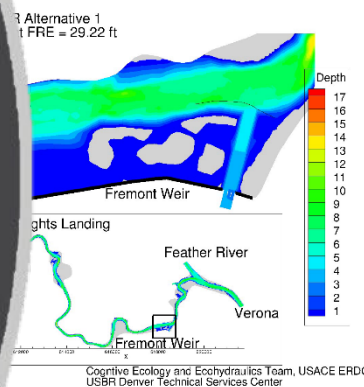 R Alternative 1
t FRE = 29.22 ft
Depth
17
16
15
14
13
12
11
10
9
8
7
6
5
4
3
2
1
Fremont Weir
ghts Landing
Feather River
Verona
Fremont Weir
X
Cogntive Ecology and Ecohydraulics Team, USACE ERDC
USBR Denver Technical Services Center